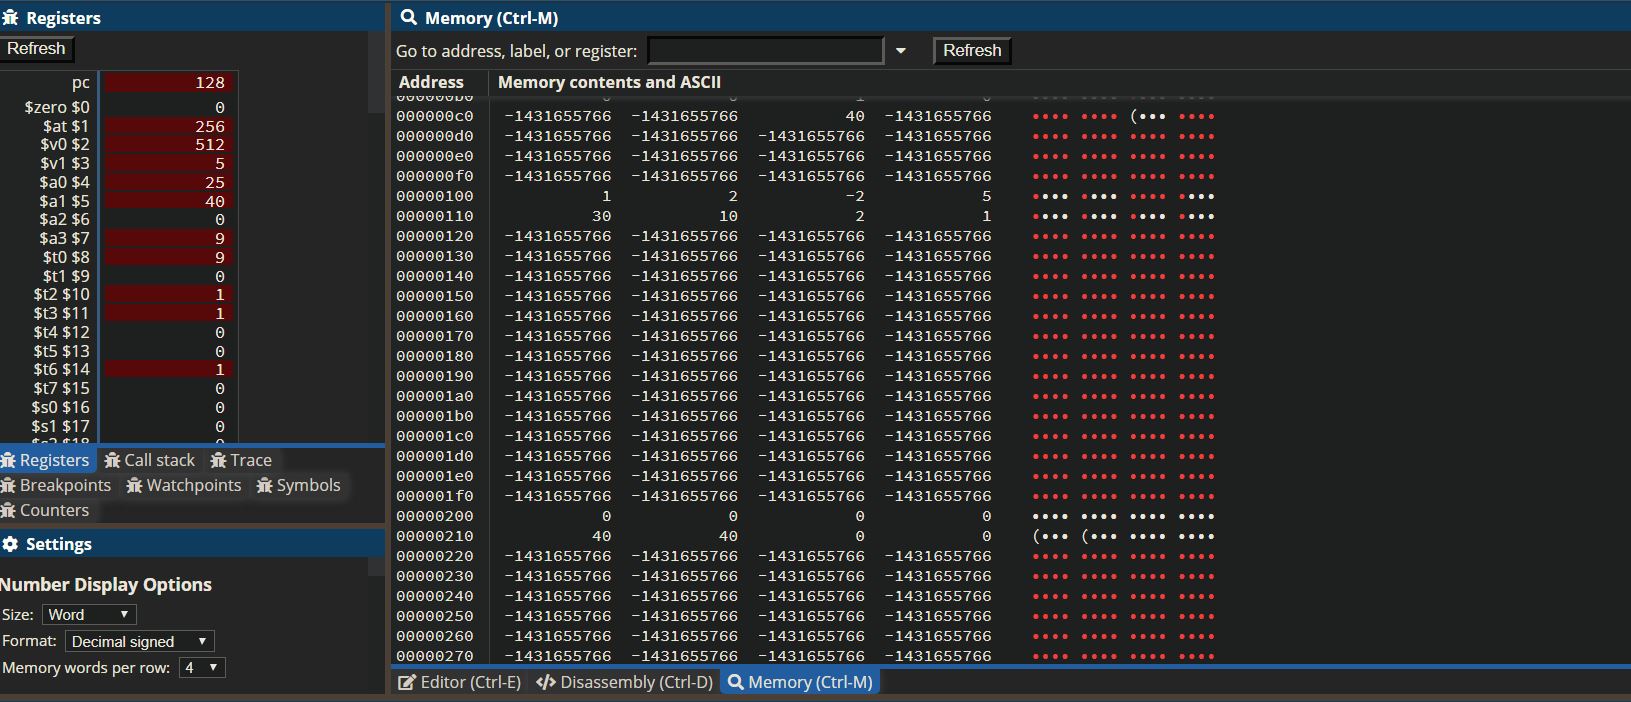 Registers
Refresh
pc 128
$zero $0 0
$at $1 256
$v0 $2 512
$v1 $3 5
$a0 $4 25
$a1 $5 40
$a2 $6 0
$a3 $7 9
$t0 $8 9
$t1 $9 0
$t2 $10 1
$t3 $11 1
$t4 $12 0
$t5 $13 0
$t6 $14 1
$t7 $15 0
$s0 $16 0
$s1 $17 0
$s2 $18 0
Registers Call stack Trace
Breakpoints Watchpoints Symbols
Counters
Settings
Number Display Options
Size: Word
Format: Decimal signed
Memory words per row: 4
Memory (Ctrl-M)
Go to address, label, or register: Refresh
Address Memory contents and ASCII
000000b0 0 0 1 0 •••• •••• •••• ••••
000000c0 -1431655766 -1431655766 40 -1431655766 •••• •••• (••• ••••
000000d0 -1431655766 -1431655766 -1431655766 -1431655766 •••• •••• •••• ••••
000000e0 -1431655766 -1431655766 -1431655766 -1431655766 •••• •••• •••• ••••
000000f0 -1431655766 -1431655766 -1431655766 -1431655766 •••• •••• •••• ••••
00000100 1 2 -2 5 •••• •••• •••• ••••
00000110 30 10 2 1 •••• •••• •••• ••••
00000120 -1431655766 -1431655766 -1431655766 -1431655766 •••• •••• •••• ••••
00000130 -1431655766 -1431655766 -1431655766 -1431655766 •••• •••• •••• ••••
00000140 -1431655766 -1431655766 -1431655766 -1431655766 •••• •••• •••• ••••
00000150 -1431655766 -1431655766 -1431655766 -1431655766 •••• •••• •••• ••••
00000160 -1431655766 -1431655766 -1431655766 -1431655766 •••• •••• •••• ••••
00000170 -1431655766 -1431655766 -1431655766 -1431655766 •••• •••• •••• ••••
00000180 -1431655766 -1431655766 -1431655766 -1431655766 •••• •••• •••• ••••
00000190 -1431655766 -1431655766 -1431655766 -1431655766 •••• •••• •••• ••••
000001a0 -1431655766 -1431655766 -1431655766 -1431655766 •••• •••• •••• ••••
000001b0 -1431655766 -1431655766 -1431655766 -1431655766 •••• •••• •••• ••••
000001c0 -1431655766 -1431655766 -1431655766 -1431655766 •••• •••• •••• ••••
000001d0 -1431655766 -1431655766 -1431655766 -1431655766 •••• •••• •••• ••••
000001e0 -1431655766 -1431655766 -1431655766 -1431655766 •••• •••• •••• ••••
000001f0 -1431655766 -1431655766 -1431655766 -1431655766 •••• •••• •••• ••••
00000200 0 0 0 0 •••• •••• •••• ••••
00000210 40 40 0 0 (••• (••• •••• ••••
00000220 -1431655766 -1431655766 -1431655766 -1431655766 •••• •••• •••• ••••
00000230 -1431655766 -1431655766 -1431655766 -1431655766 •••• •••• •••• ••••
00000240 -1431655766 -1431655766 -1431655766 -1431655766 •••• •••• •••• ••••
00000250 -1431655766 -1431655766 -1431655766 -1431655766 •••• •••• •••• ••••
00000260 -1431655766 -1431655766 -1431655766 -1431655766 •••• •••• •••• ••••
00000270 -1431655766 -1431655766 -1431655766 -1431655766 •••• •••• •••• ••••
Editor (Ctrl-E) Disassembly (Ctrl-D) Memory (Ctrl-M)